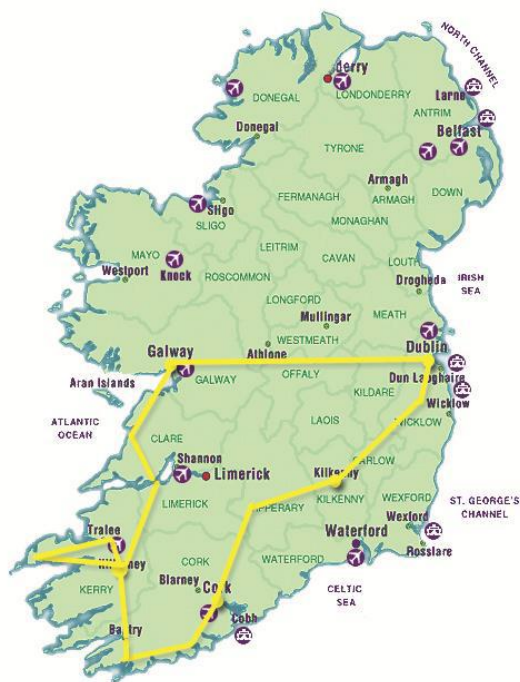 NORTH CHANNEL
derry
Larne
DONEGAL
LONDONDERRY
ANTRIM
Belfast
Donegal
TYRONE
Armagh
ARMAGH
DOWN
FERMANAGH
Sligo
SLIGO
MONAGHAN
LEITRIM
CAVAN
MAYO
Knock
Westport
ROSCOMMON
LOUTH
Drogheda
IRISH
SEA
LONGFORD
Mullingar
MEATH
WESTMEATH
Dublin
Galway
Athlone
Aran Islands
GALWAY
OFFALY
Dun Laoghaire
KILDARE
Wicklow
ATLANTIC
OCEAN
LAOIS
WICKLOW
CLARE
Shannon
Limerick
Kilkenny
CARLOW
LIMERICK
TIPPERARY
KILKENNY
WEXFORD
ST. GEORGE'S
CHANNEL
Tralee
Waterford
Wexford
Rosslare
CORK
WATERFORD
KERRY
Blarney
Cork
Cobh
CELTIC
SEA